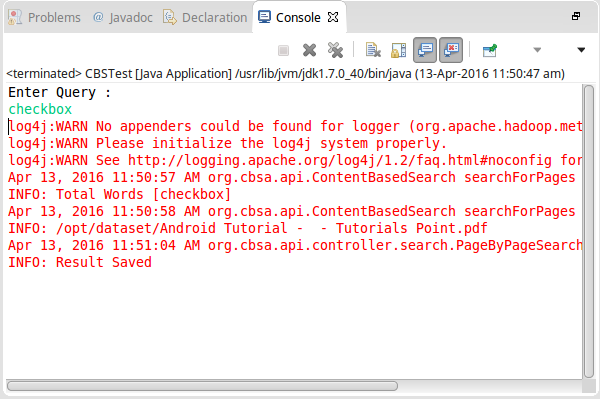 Problems @ Javadoc Declaration Console
<terminated> CBSTest [Java Application] /usr/lib/jvm/jdk1.7.0_40/bin/java (13-Apr-2016 11:50:47 am)
Enter Query :
checkbox
log4j:WARN No appenders could be found for logger (org.apache.hadoop.met
log4j:WARN Please initialize the log4j system properly.
log4j:WARN See http://logging.apache.org/log4j/1.2/faq.html#noconfig for
Apr 13, 2016 11:50:57 AM org.cbsa.api.ContentBasedSearch searchForPages
INFO: Total Words [checkbox]
Apr 13, 2016 11:50:58 AM org.cbsa.api.ContentBasedSearch searchForPages
INFO: /opt/dataset/Android Tutorial -  - Tutorials Point.pdf
Apr 13, 2016 11:51:04 AM org.cbsa.api.controller.search.PageByPageSearch
INFO: Result Saved